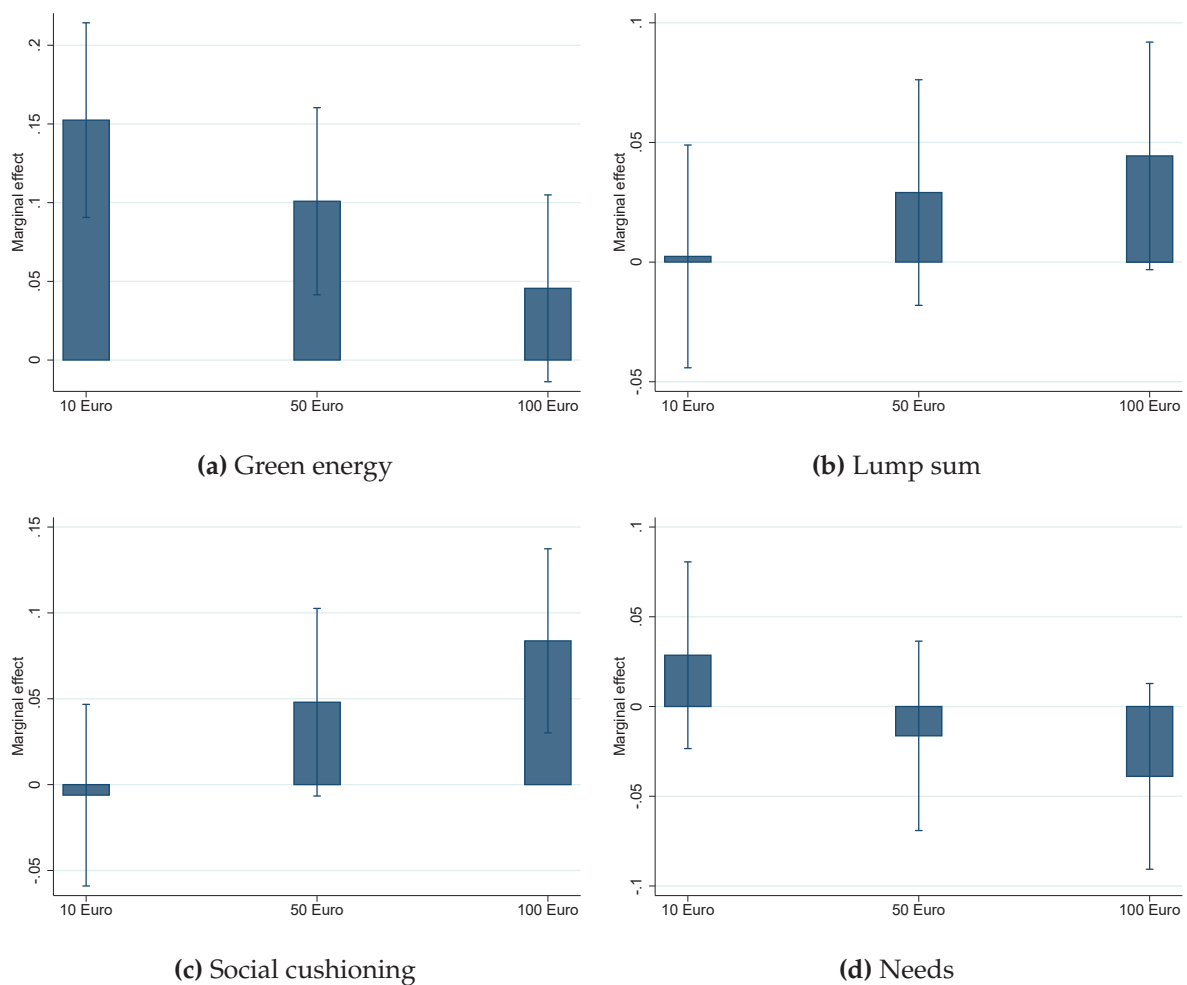 Marginal effect
.2
.15
.1
.05
0
10 Euro 50 Euro 100 Euro
(a) Green energy
Marginal effect
.1
.05
0
-.05
10 Euro 50 Euro 100 Euro
(b) Lump sum
Marginal effect
.15
.1
.05
0
-.05
10 Euro 50 Euro 100 Euro
(c) Social cushioning
Marginal effect
.1
.05
0
-.05
-.1
10 Euro 50 Euro 100 Euro
(d) Needs